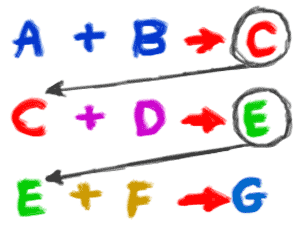 A + B → C
C + D → E
E + F → G